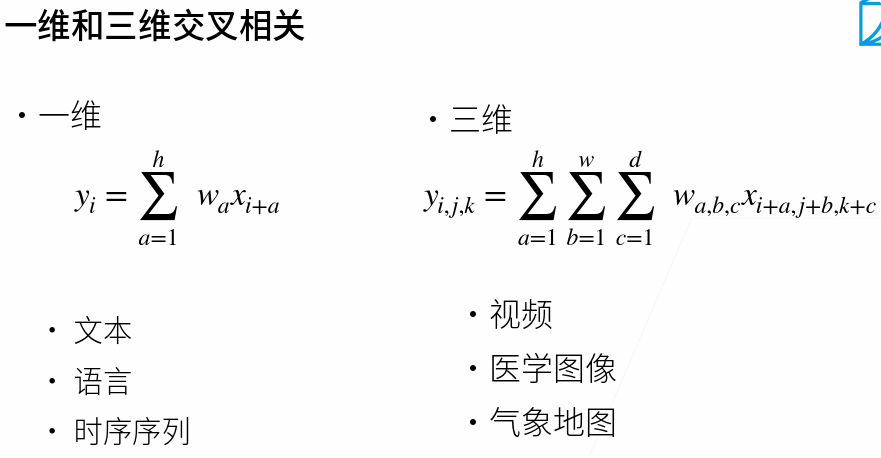 一维和三维交叉相关
• 一维
y_i = \sum_{a=1}^{h} w_a x_{i+a}
• 文本
• 语言
• 时序序列
• 三维
y_{i,j,k} = \sum_{a=1}^{h} \sum_{b=1}^{w} \sum_{c=1}^{d} w_{a,b,c} x_{i+a,j+b,k+c}
• 视频
• 医学图像
• 气象地图